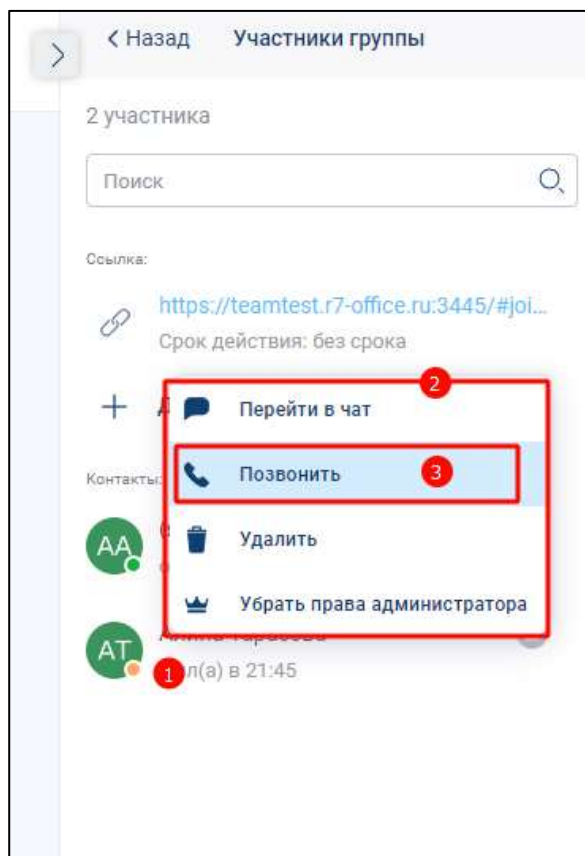 Назад Участники группы
2 участника
Поиск
Ссылка:
https://teamtest.r7-office.ru:3445/#joi...
Срок действия: без срока
2
Перейти в чат
Контакты:
Позвонить 3
АА
Удалить
Убрать права администратора
АТ
1 л(а) в 21:45